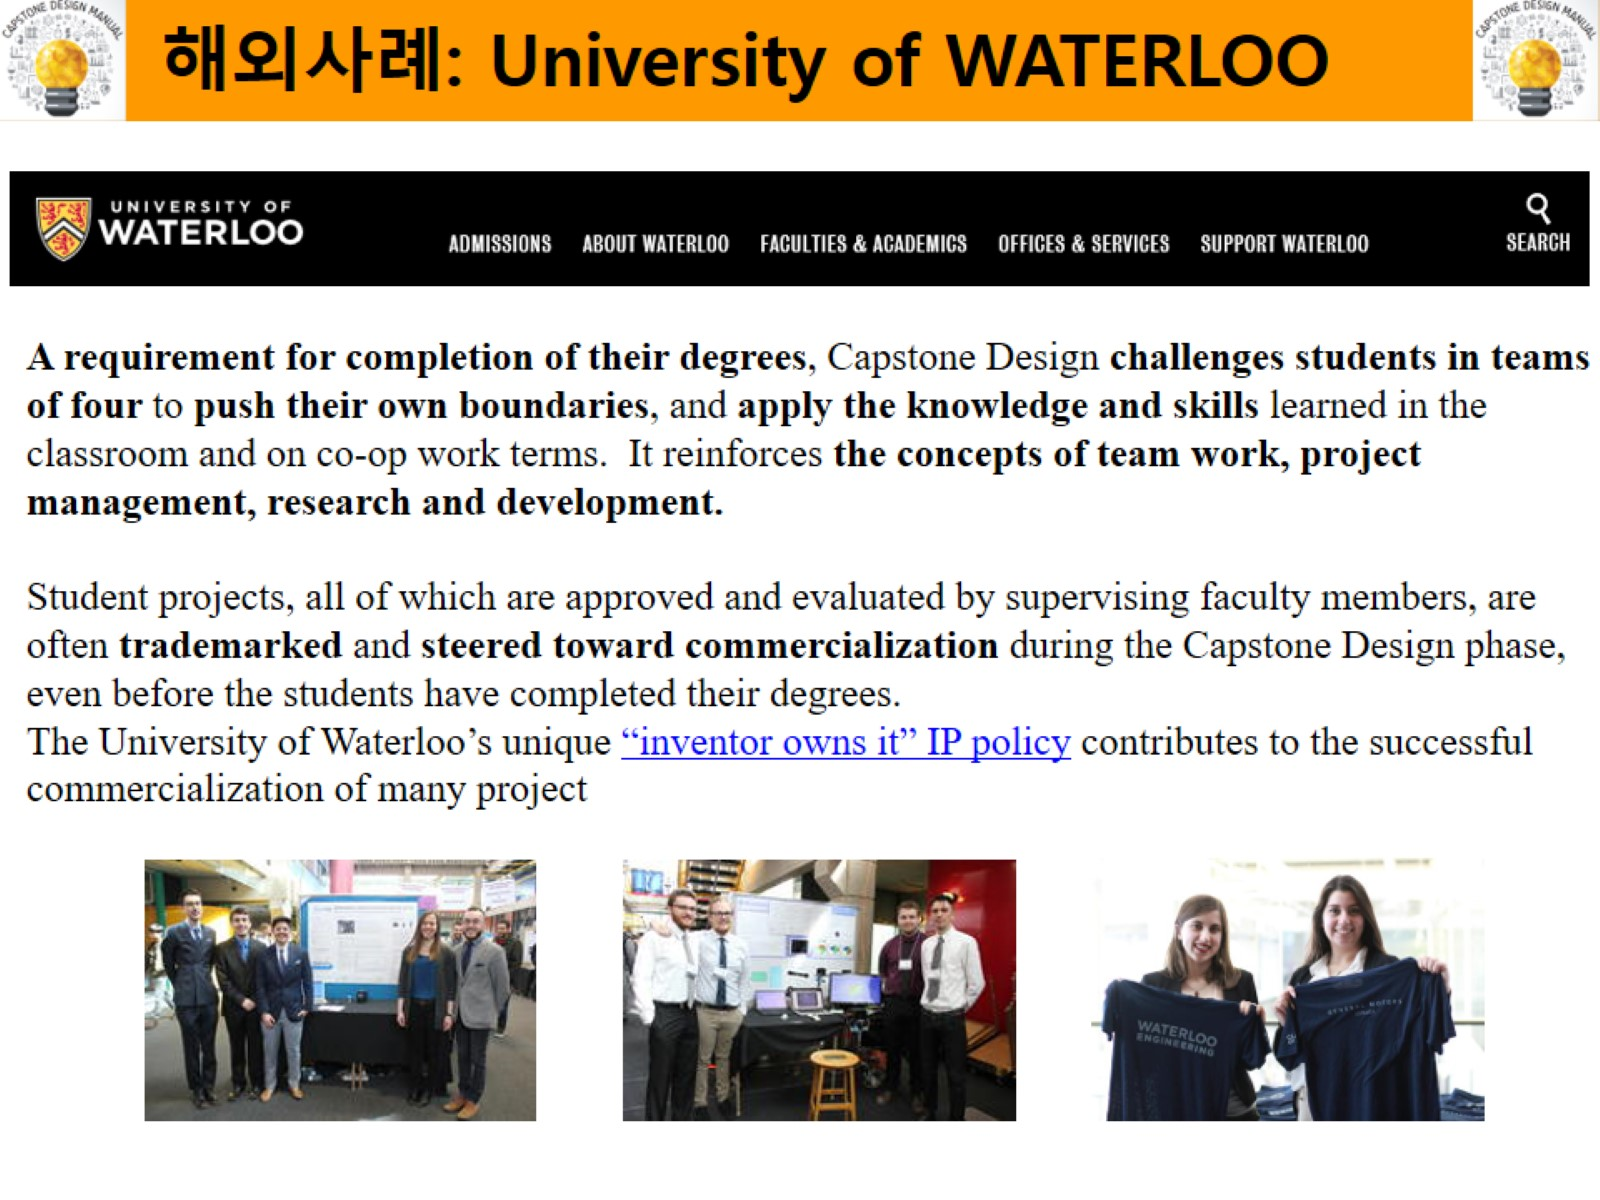 CAPSTONE DESIGN MANUAL
해외사례: University of WATERLOO
CAPSTONE DESIGN MANUAL
UNIVERSITY OF
WATERLOO
ADMISSIONS ABOUT WATERLOO FACULTIES & ACADEMICS OFFICES & SERVICES SUPPORT WATERLOO
SEARCH
A requirement for completion of their degrees, Capstone Design challenges students in teams
of four to push their own boundaries, and apply the knowledge and skills learned in the
classroom and on co-op work terms.  It reinforces the concepts of team work, project
management, research and development.
Student projects, all of which are approved and evaluated by supervising faculty members, are
often trademarked and steered toward commercialization during the Capstone Design phase,
even before the students have completed their degrees.
The University of Waterloo’s unique “inventor owns it” IP policy contributes to the successful
commercialization of many project
WATERLOO
ENGINEERING